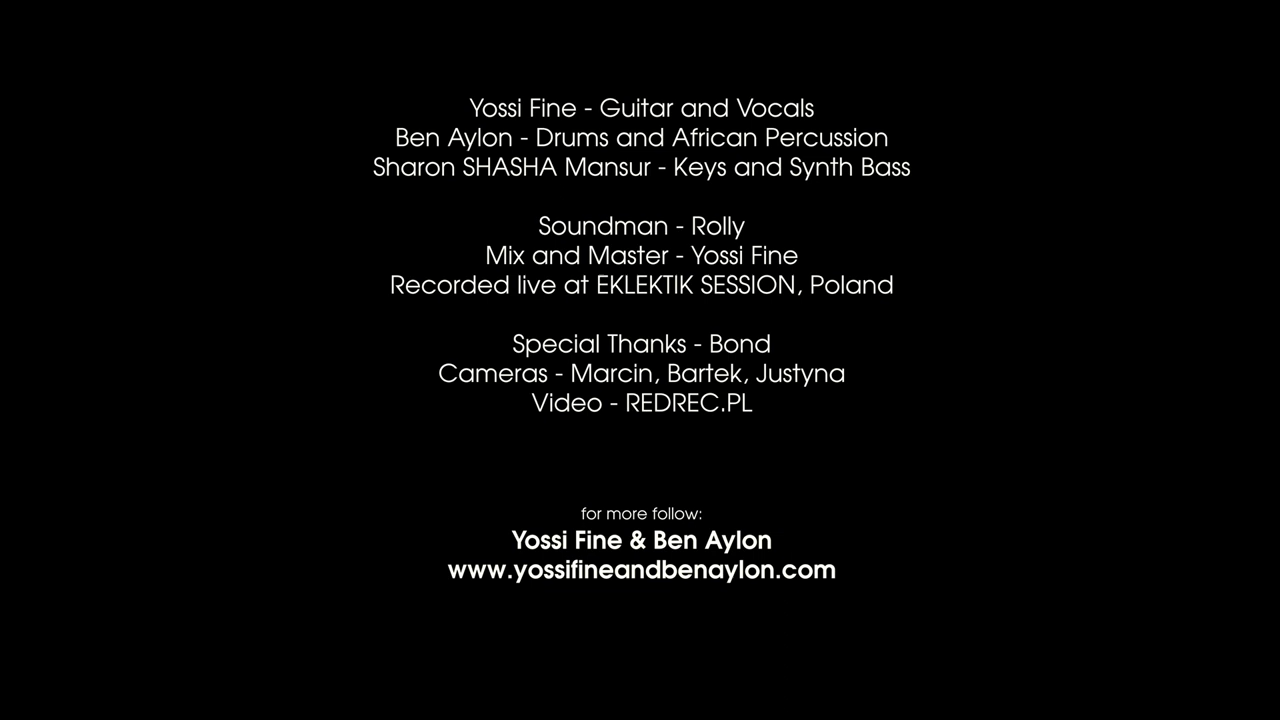 Yossi Fine - Guitar and Vocals
Ben Aylon - Drums and African Percussion
Sharon SHASHA Mansur - Keys and Synth Bass
Soundman - Rolly
Mix and Master - Yossi Fine
Recorded live at EKLEKTIK SESSION, Poland
Special Thanks - Bond
Cameras - Marcin, Bartek, Justyna
Video - REDREC.PL
for more follow:
Yossi Fine & Ben Aylon
www.yossifineandbenaylon.com